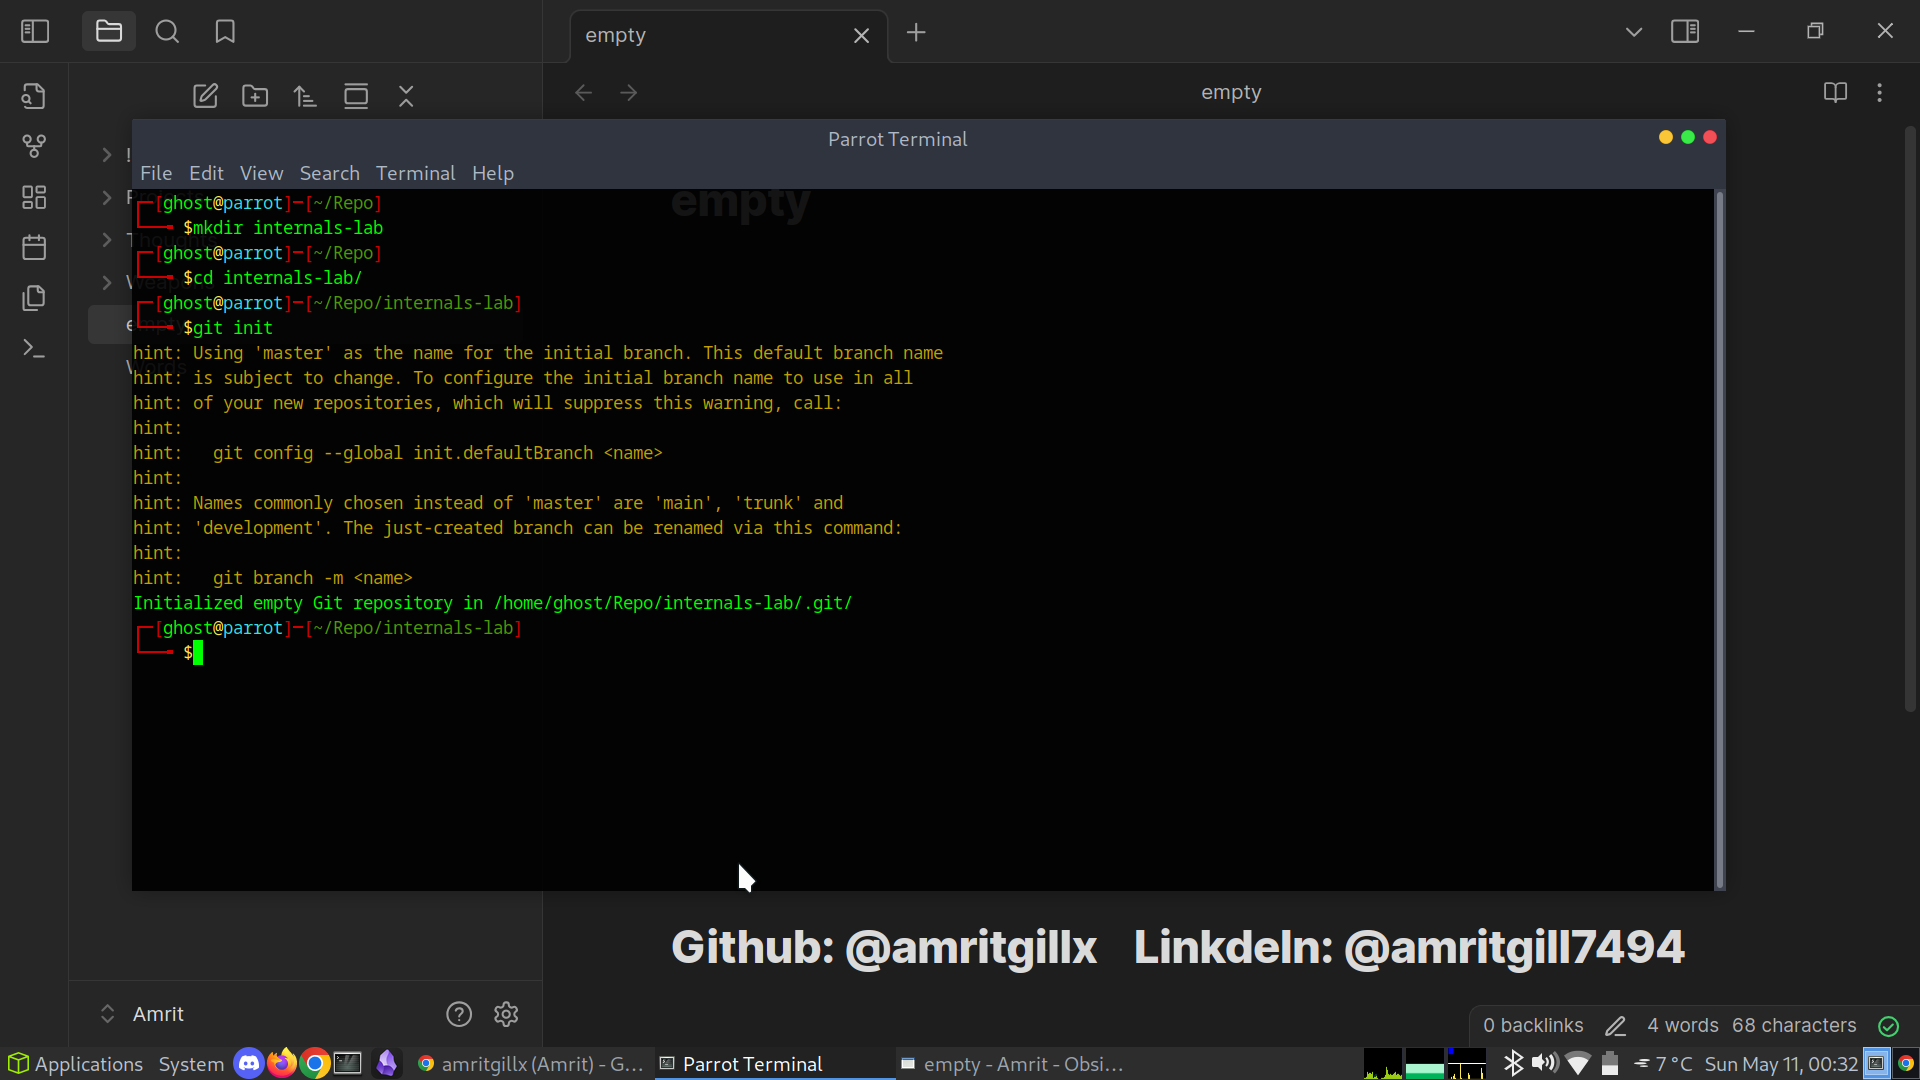 empty
empty
Parrot Terminal
File Edit View Search Terminal Help
empty
┌─[ghost@parrot]─[~/Repo]
└──╼ $mkdir internals-lab
┌─[ghost@parrot]─[~/Repo]
└──╼ $cd internals-lab/
┌─[ghost@parrot]─[~/Repo/internals-lab]
└──╼ $git init
hint: Using 'master' as the name for the initial branch. This default branch name
hint: is subject to change. To configure the initial branch name to use in all
hint: of your new repositories, which will suppress this warning, call:
hint:
hint:   git config --global init.defaultBranch <name>
hint:
hint: Names commonly chosen instead of 'master' are 'main', 'trunk' and
hint: 'development'. The just-created branch can be renamed via this command:
hint:
hint:   git branch -m <name>
Initialized empty Git repository in /home/ghost/Repo/internals-lab/.git/
┌─[ghost@parrot]─[~/Repo/internals-lab]
└──╼ $
Github: @amritgillx Linkdeln: @amritgill7494
Amrit
0 backlinks 4 words 68 characters
Applications System amritgillx (Amrit) - G... Parrot Terminal empty - Amrit - Obsi... 7 °C Sun May 11, 00:32